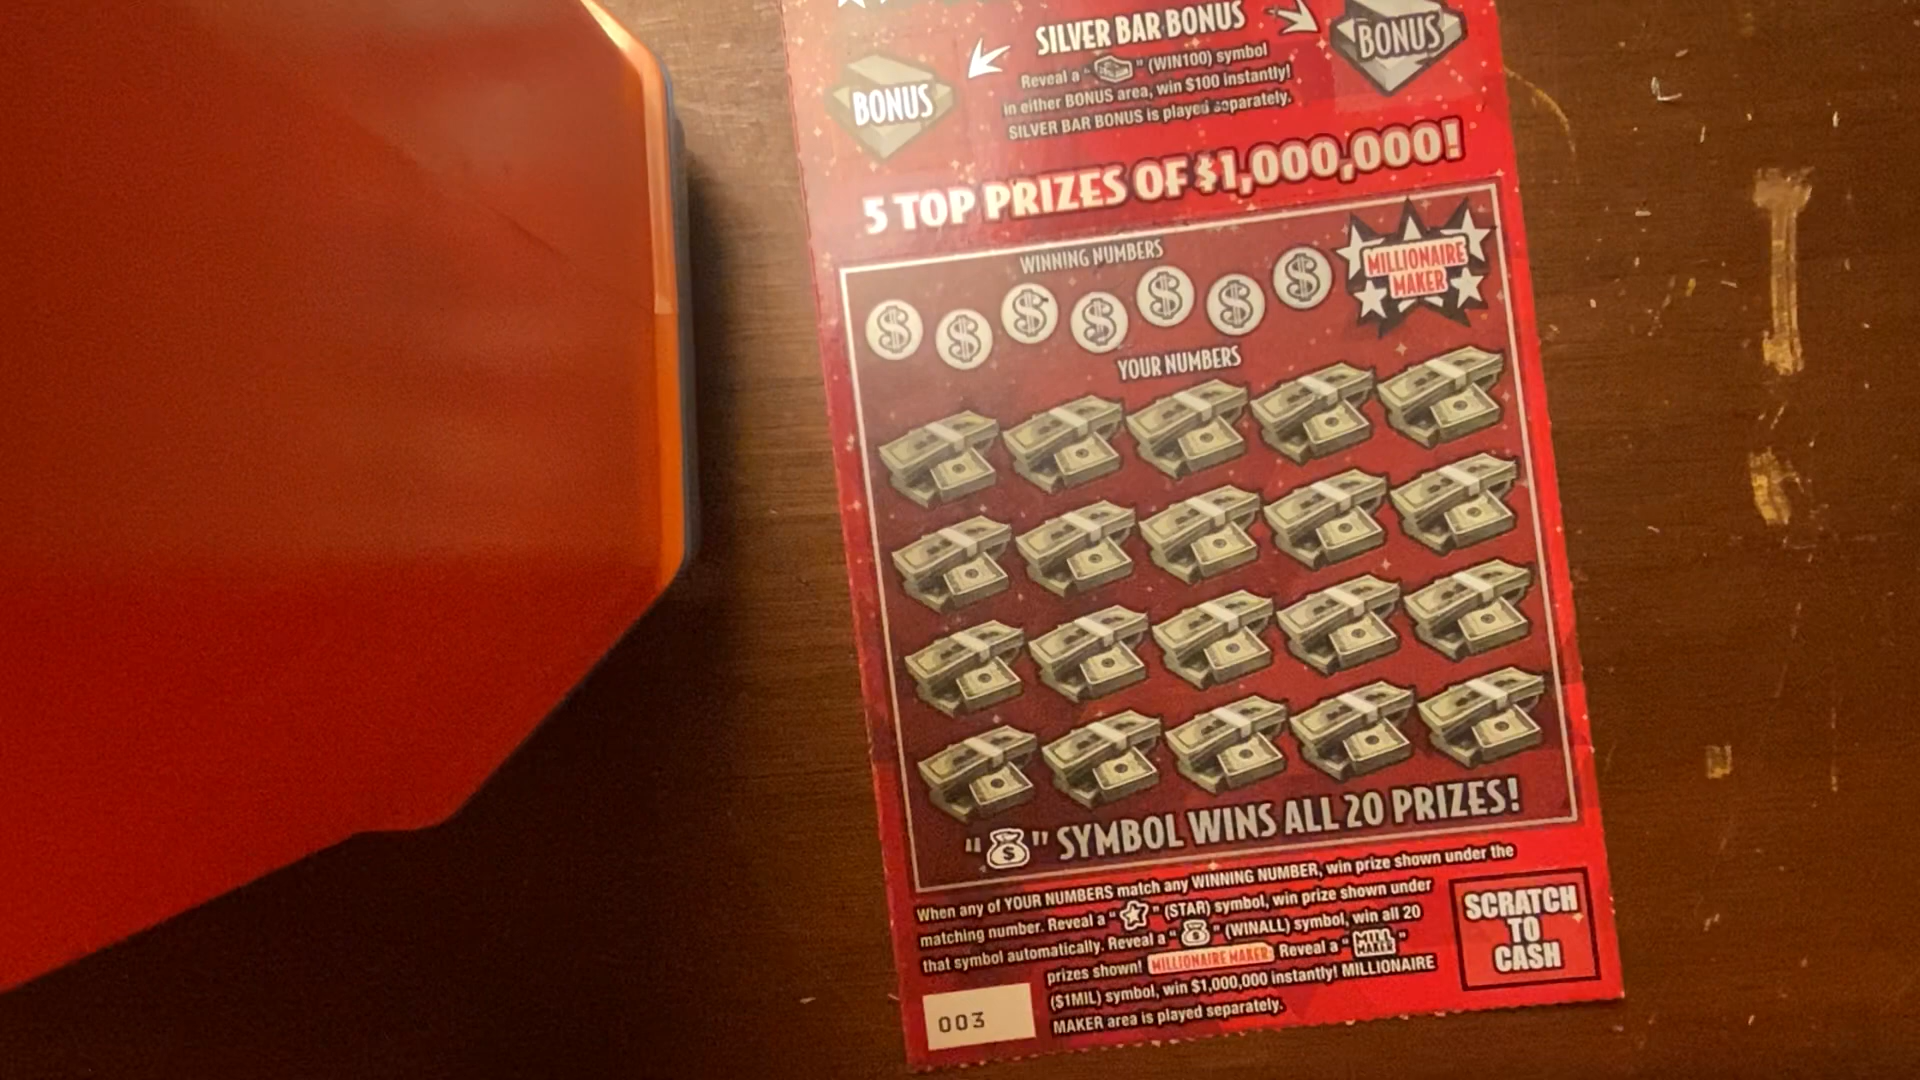 SILVER BAR BONUS
BONUS
BONUS
Reveal a " " (WIN100) symbol
in either BONUS area, win $100 instantly!
SILVER BAR BONUS is played separately.
5 TOP PRIZES OF $1,000,000!
WINNING NUMBERS
MILLIONAIRE
MAKER
$ $ $ $ $ $ $
YOUR NUMBERS
"$" SYMBOL WINS ALL 20 PRIZES!
When any of YOUR NUMBERS match any WINNING NUMBER, win prize shown under the
matching number. Reveal a " " (STAR) symbol, win prize shown under
that symbol automatically. Reveal a "$" (WINALL) symbol, win all 20
prizes shown! MILLIONAIRE MAKER: Reveal a "MILL MAKER"
($1MIL) symbol, win $1,000,000 instantly! MILLIONAIRE
MAKER area is played separately.
SCRATCH
TO
CASH
003